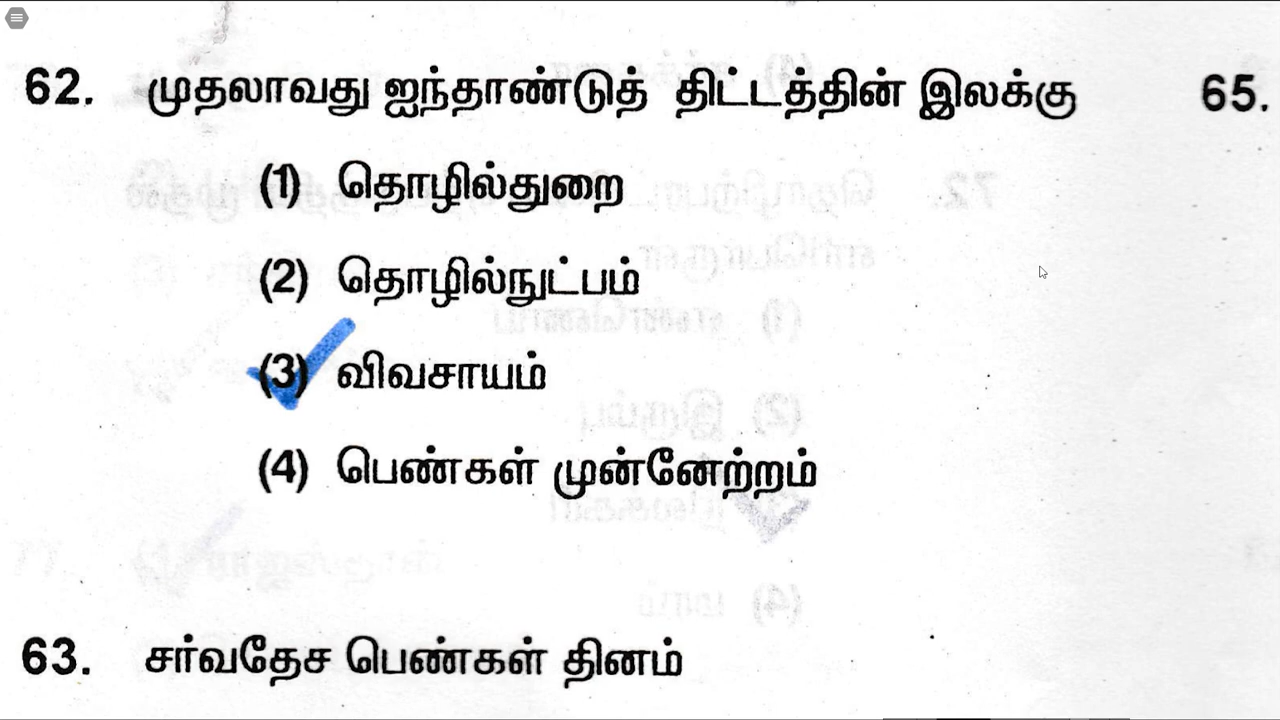 62. முதலாவது ஐந்தாண்டுத் திட்டத்தின் இலக்கு
(1) தொழில்துறை
(2) தொழில்நுட்பம்
(3) விவசாயம்
(4) பெண்கள் முன்னேற்றம்
63. சர்வதேச பெண்கள் தினம்
65.